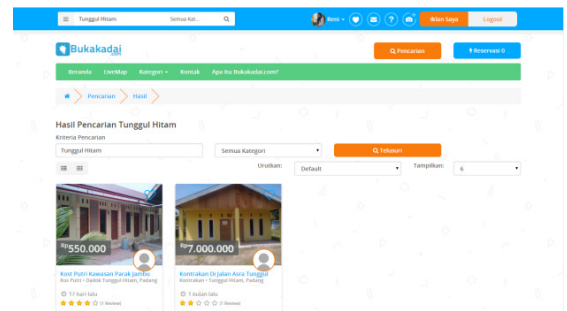 Tunggul Hitam Semua Kat... Reni Iklan Saya Logout
Bukakadai
.com
Q Pencarian Reservasi 0
Beranda LiveMap Kategori Kontak Apa Itu Bukakadai.com?
Pencarian Hasil
Hasil Pencarian Tunggul Hitam
Kriteria Pencarian
Tunggul Hitam Semua Kategori Telusuri
Urutkan: Default Tampilkan: 6
Rp550.000 Rp7.000.000
Kost Putri Kawasan Parak Jambu Kontrakan Di Jalan Asra Tunggul
Kos Putri • Dadok Tunggul Hitam, Padang Kontrakan • Tunggul Hitam, Padang
17 hari lalu 1 bulan lalu
(1 Review) (1 Review)